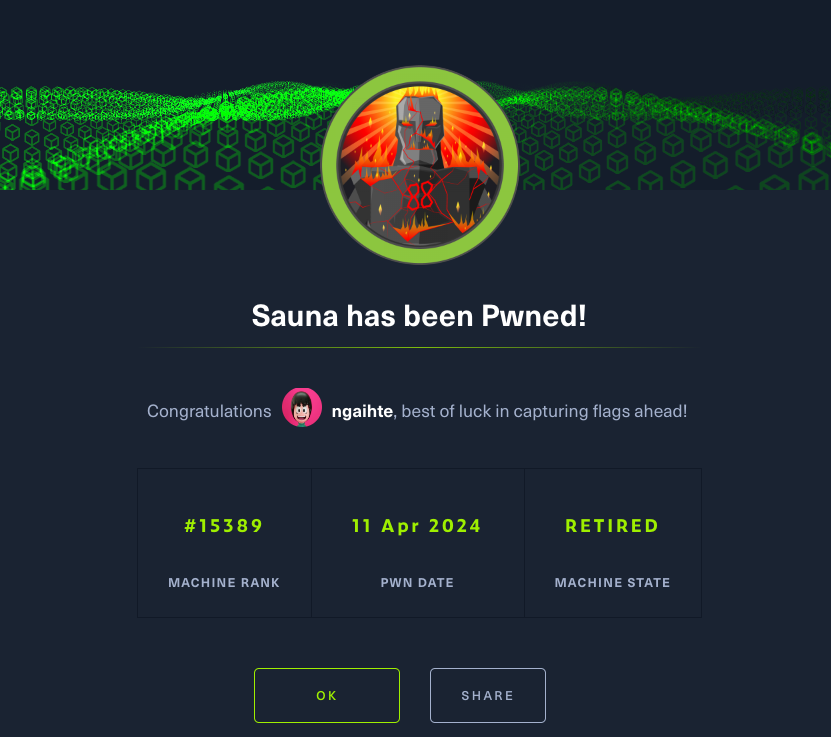 88
Sauna has been Pwned!
Congratulations ngaihte, best of luck in capturing flags ahead!
#15389 11 Apr 2024 RETIRED
MACHINE RANK PWN DATE MACHINE STATE
OK SHARE